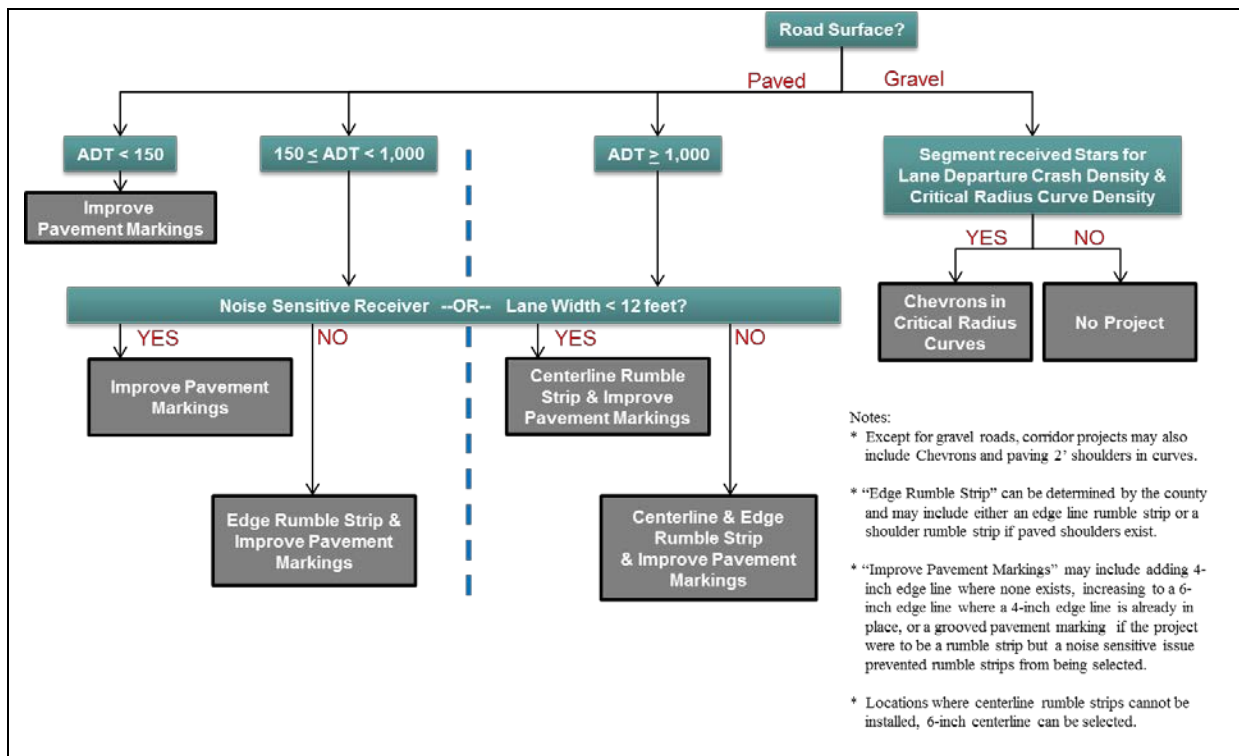 Road Surface?
Paved
Gravel
ADT < 150
150 ≤ ADT < 1,000
ADT ≥ 1,000
Segment received Stars for
Lane Departure Crash Density &
Critical Radius Curve Density
Improve
Pavement Markings
YES
NO
Chevrons in
Critical Radius
Curves
No Project
Noise Sensitive Receiver --OR-- Lane Width < 12 feet?
YES
NO
YES
NO
Improve Pavement
Markings
Centerline Rumble
Strip & Improve
Pavement Markings
Edge Rumble Strip &
Improve Pavement
Markings
Centerline & Edge
Rumble Strip
& Improve Pavement
Markings
Notes:
* Except for gravel roads, corridor projects may also
include Chevrons and paving 2' shoulders in curves.
* “Edge Rumble Strip” can be determined by the county
and may include either an edge line rumble strip or a
shoulder rumble strip if paved shoulders exist.
* “Improve Pavement Markings” may include adding 4-
inch edge line where none exists, increasing to a 6-
inch edge line where a 4-inch edge line is already in
place, or a grooved pavement marking if the project
were to be a rumble strip but a noise sensitive issue
prevented rumble strips from being selected.
* Locations where centerline rumble strips cannot be
installed, 6-inch centerline can be selected.